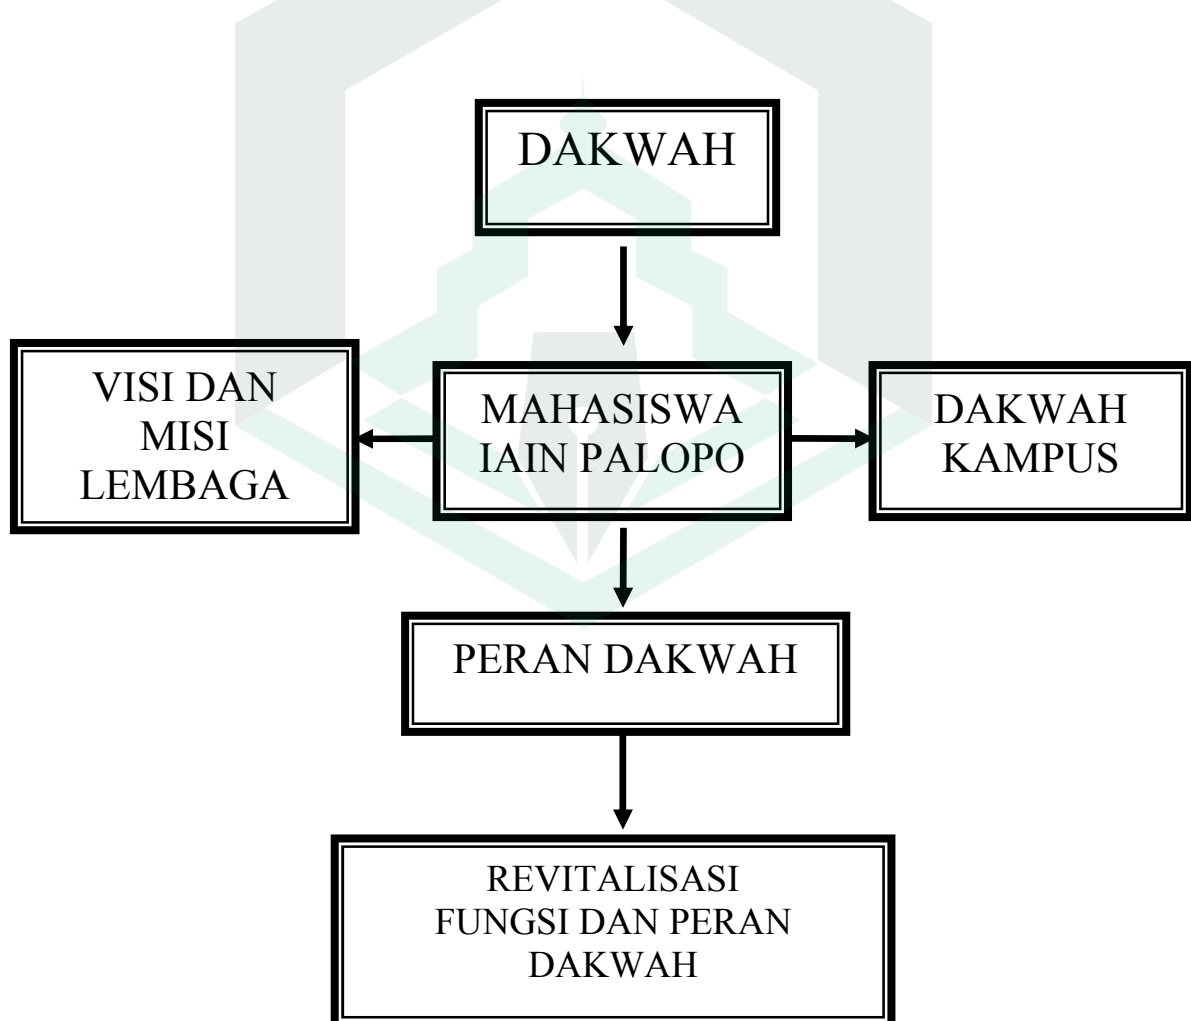 DAKWAH
VISI DAN
MISI
LEMBAGA
MAHASISWA
IAIN PALOPO
DAKWAH
KAMPUS
PERAN DAKWAH
REVITALISASI
FUNGSI DAN PERAN
DAKWAH